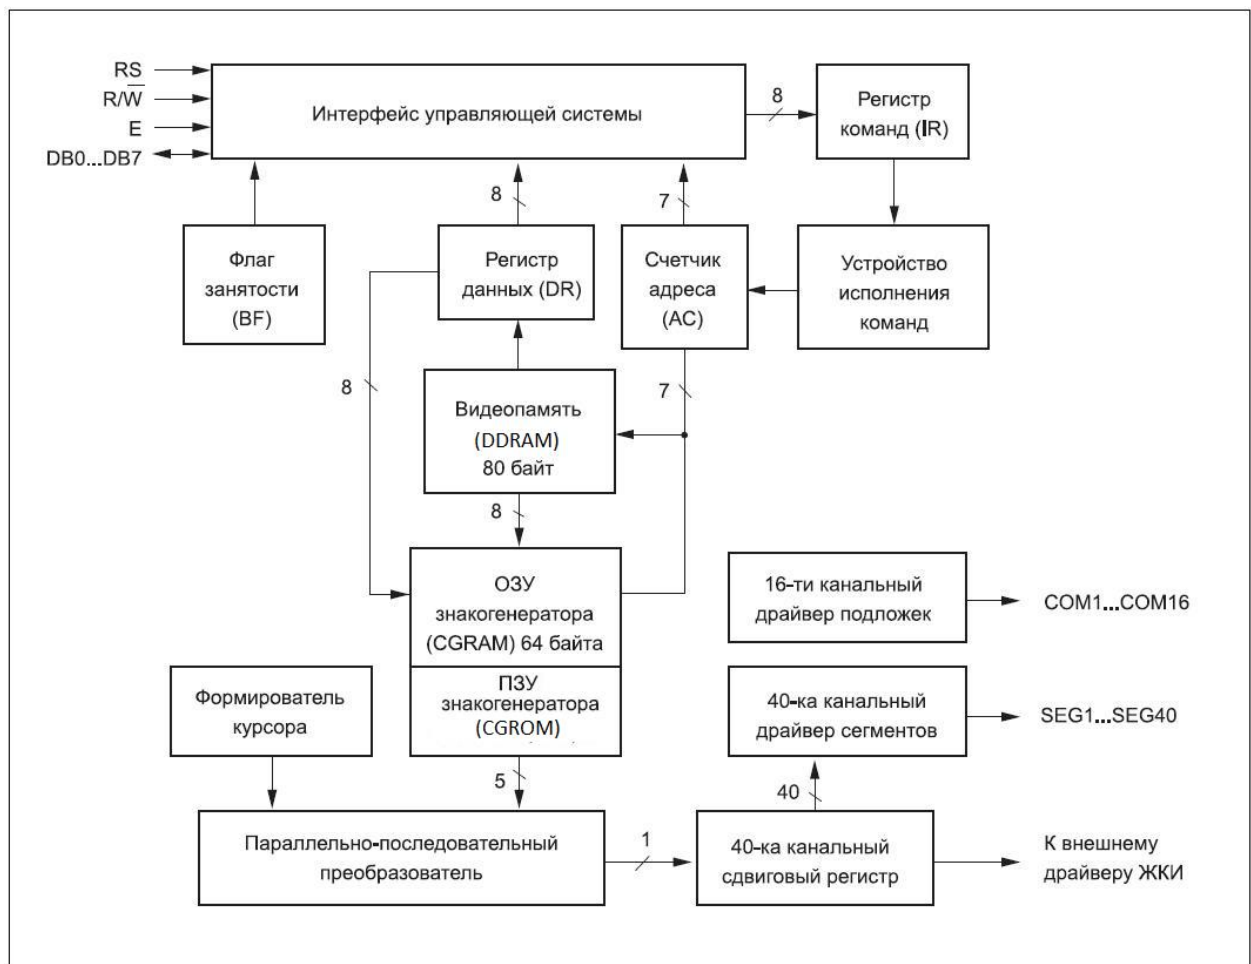 RS
R/W̅
E
DB0...DB7
Интерфейс управляющей системы
8
Регистр
команд (IR)
8
7
Флаг
занятости
(BF)
Регистр
данных (DR)
Счетчик
адреса
(AC)
Устройство
исполнения
команд
8
7
Видеопамять
(DDRAM)
80 байт
8
ОЗУ
знакогенератора
(CGRAM) 64 байта
ПЗУ
знакогенератора
(CGROM)
16-ти канальный
драйвер подложек
COM1...COM16
Формирователь
курсора
40-ка канальный
драйвер сегментов
SEG1...SEG40
5
40
Параллельно-последовательный
преобразователь
1
40-ка канальный
сдвиговый регистр
К внешнему
драйверу ЖКИ